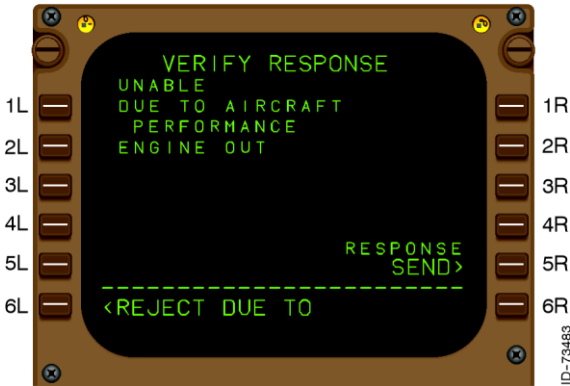 VERIFY RESPONSE
UNABLE
1L DUE TO AIRCRAFT 1R
PERFORMANCE
2L ENGINE OUT 2R
3L 3R
4L 4R
RESPONSE
5L SEND> 5R
6L <REJECT DUE TO 6R
ID-73483